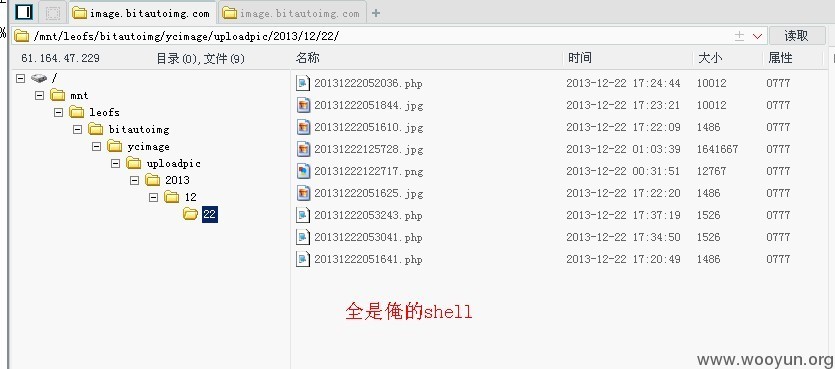 image.bitautoimg.com image.bitautoimg.com
/mnt/leofs/bitautoimg/ycimage/uploadpic/2013/12/22/ 读取
61.164.47.229 目录(0),文件(9) 名称 时间 大小 属性
/
mnt
leofs
bitautoimg
ycimage
uploadpic
2013
12
22
20131222052036.php 2013-12-22 17:24:44 10012 0777
20131222051844.jpg 2013-12-22 17:23:21 10012 0777
20131222051610.jpg 2013-12-22 17:22:09 1486 0777
20131222125728.jpg 2013-12-22 01:03:39 1641667 0777
20131222122717.png 2013-12-22 00:31:51 12767 0777
20131222051625.jpg 2013-12-22 17:22:20 1486 0777
20131222053243.php 2013-12-22 17:37:19 1526 0777
20131222053041.php 2013-12-22 17:34:50 1526 0777
20131222051641.php 2013-12-22 17:20:49 1486 0777
全是俺的shell
www.wooyun.org